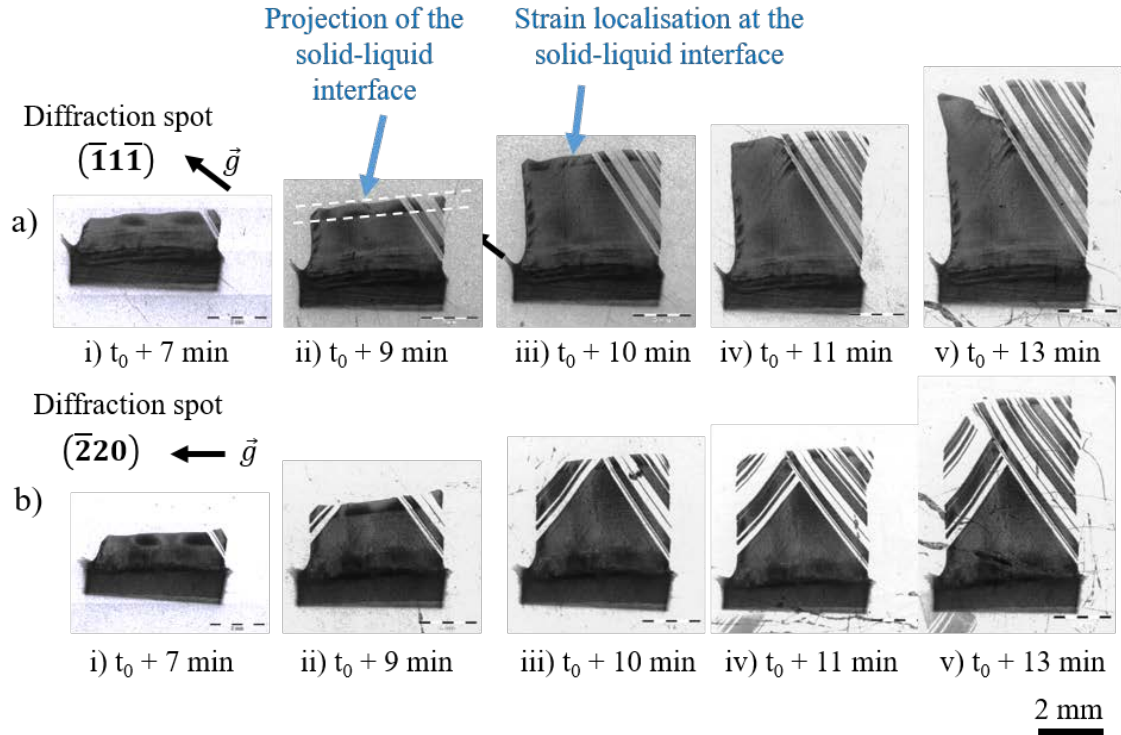 Projection of the
solid-liquid
interface
Strain localisation at the
solid-liquid interface
Diffraction spot
(1̅11̅)
g⃗
a)
i) t₀ + 7 min
ii) t₀ + 9 min
iii) t₀ + 10 min
iv) t₀ + 11 min
v) t₀ + 13 min
Diffraction spot
(2̅20)
g⃗
b)
i) t₀ + 7 min
ii) t₀ + 9 min
iii) t₀ + 10 min
iv) t₀ + 11 min
v) t₀ + 13 min
2 mm